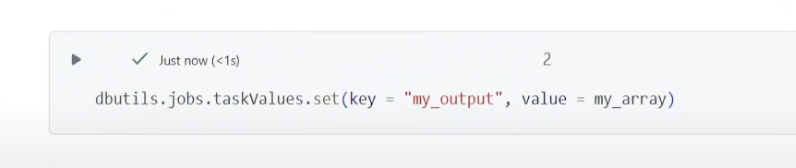 Just now (<1s)
2
dbutils.jobs.taskValues.set(key = "my_output", value = my_array)